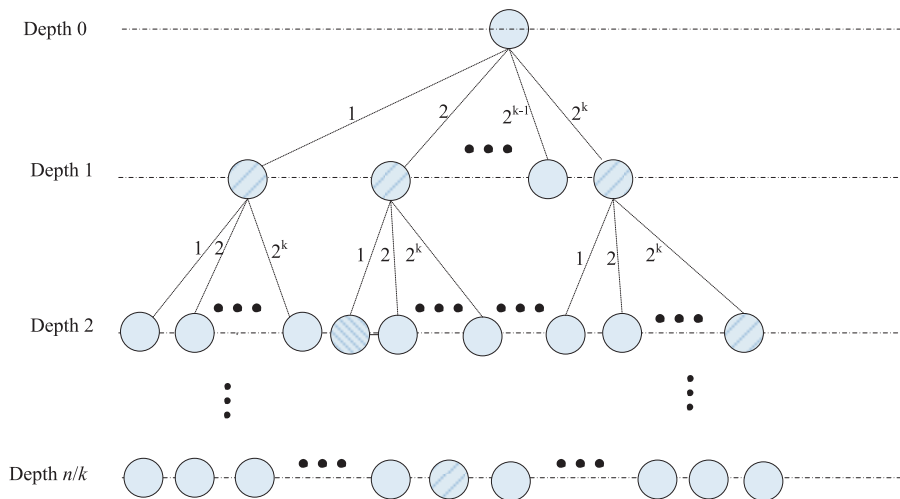 Depth 0
1
2
2^{k-1}
2^k
Depth 1
1 2 2^k
1 2 2^k
1 2 2^k
Depth 2
Depth n/k